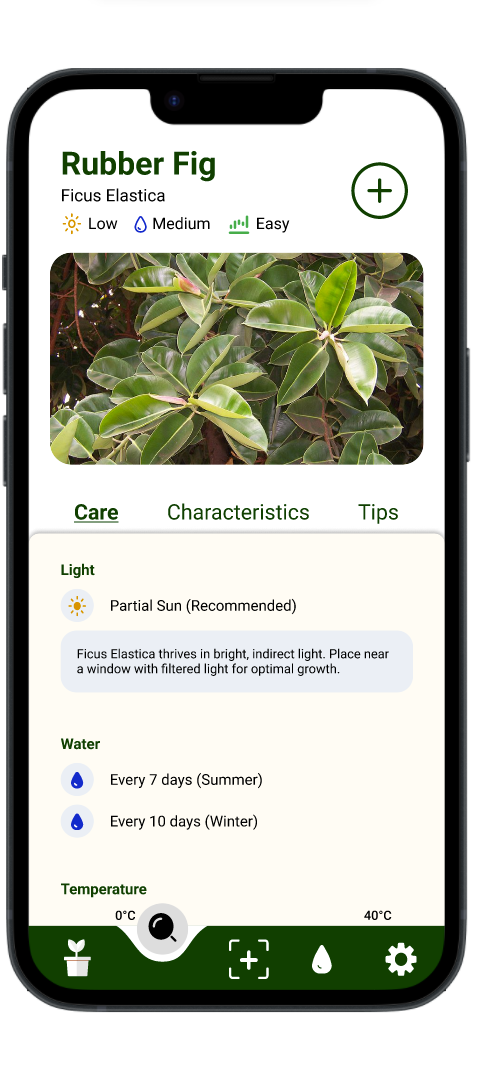 Rubber Fig
Ficus Elastica
Low Medium Easy
Care Characteristics Tips
Light
Partial Sun (Recommended)
Ficus Elastica thrives in bright, indirect light. Place near
a window with filtered light for optimal growth.
Water
Every 7 days (Summer)
Every 10 days (Winter)
Temperature
0°C 40°C